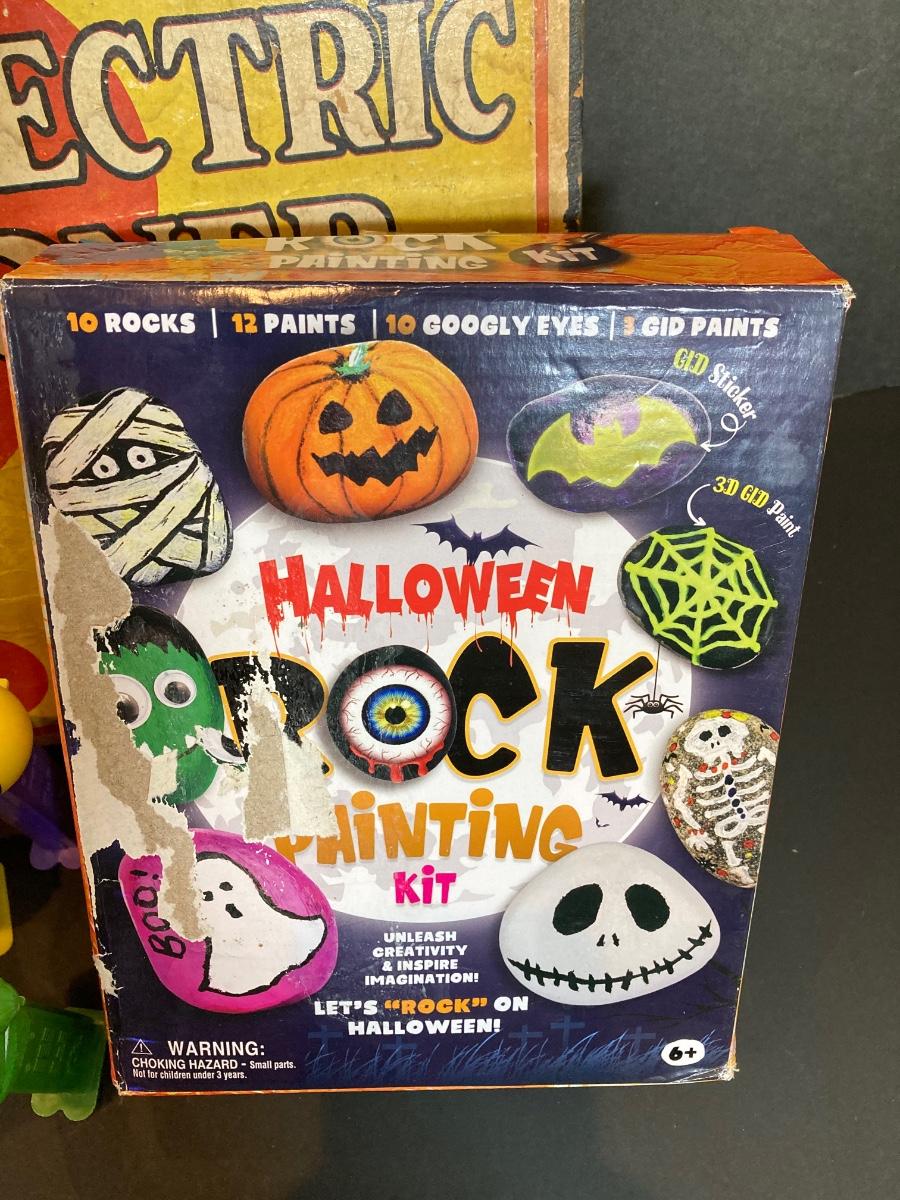 ECTRIC
ROCK
PAINTING KIT
10 ROCKS | 12 PAINTS | 10 GOOGLY EYES | 3 GID PAINTS
GID Sticker
3D GID Paint
HALLOWEEN
ROCK
PAINTING
KIT
BOO!
UNLEASH
CREATIVITY
& INSPIRE
IMAGINATION!
LET'S "ROCK" ON
HALLOWEEN!
WARNING:
CHOKING HAZARD - Small parts.
Not for children under 3 years.
6+